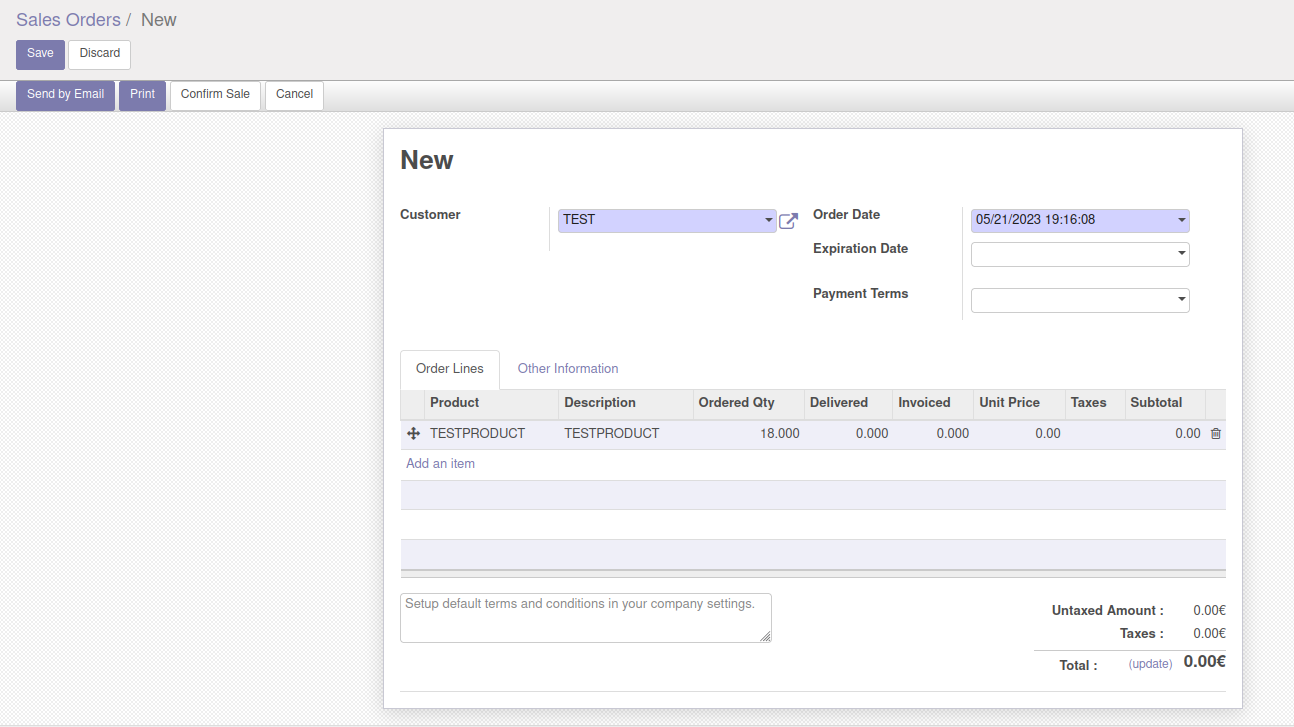 Sales Orders / New
Save Discard
Send by Email Print Confirm Sale Cancel
New
Customer TEST Order Date 05/21/2023 19:16:08
Expiration Date
Payment Terms
Order Lines Other Information
Product Description Ordered Qty Delivered Invoiced Unit Price Taxes Subtotal
TESTPRODUCT TESTPRODUCT 18.000 0.000 0.000 0.00 0.00
Add an item
Setup default terms and conditions in your company settings.
Untaxed Amount : 0.00€
Taxes : 0.00€
Total : (update) 0.00€